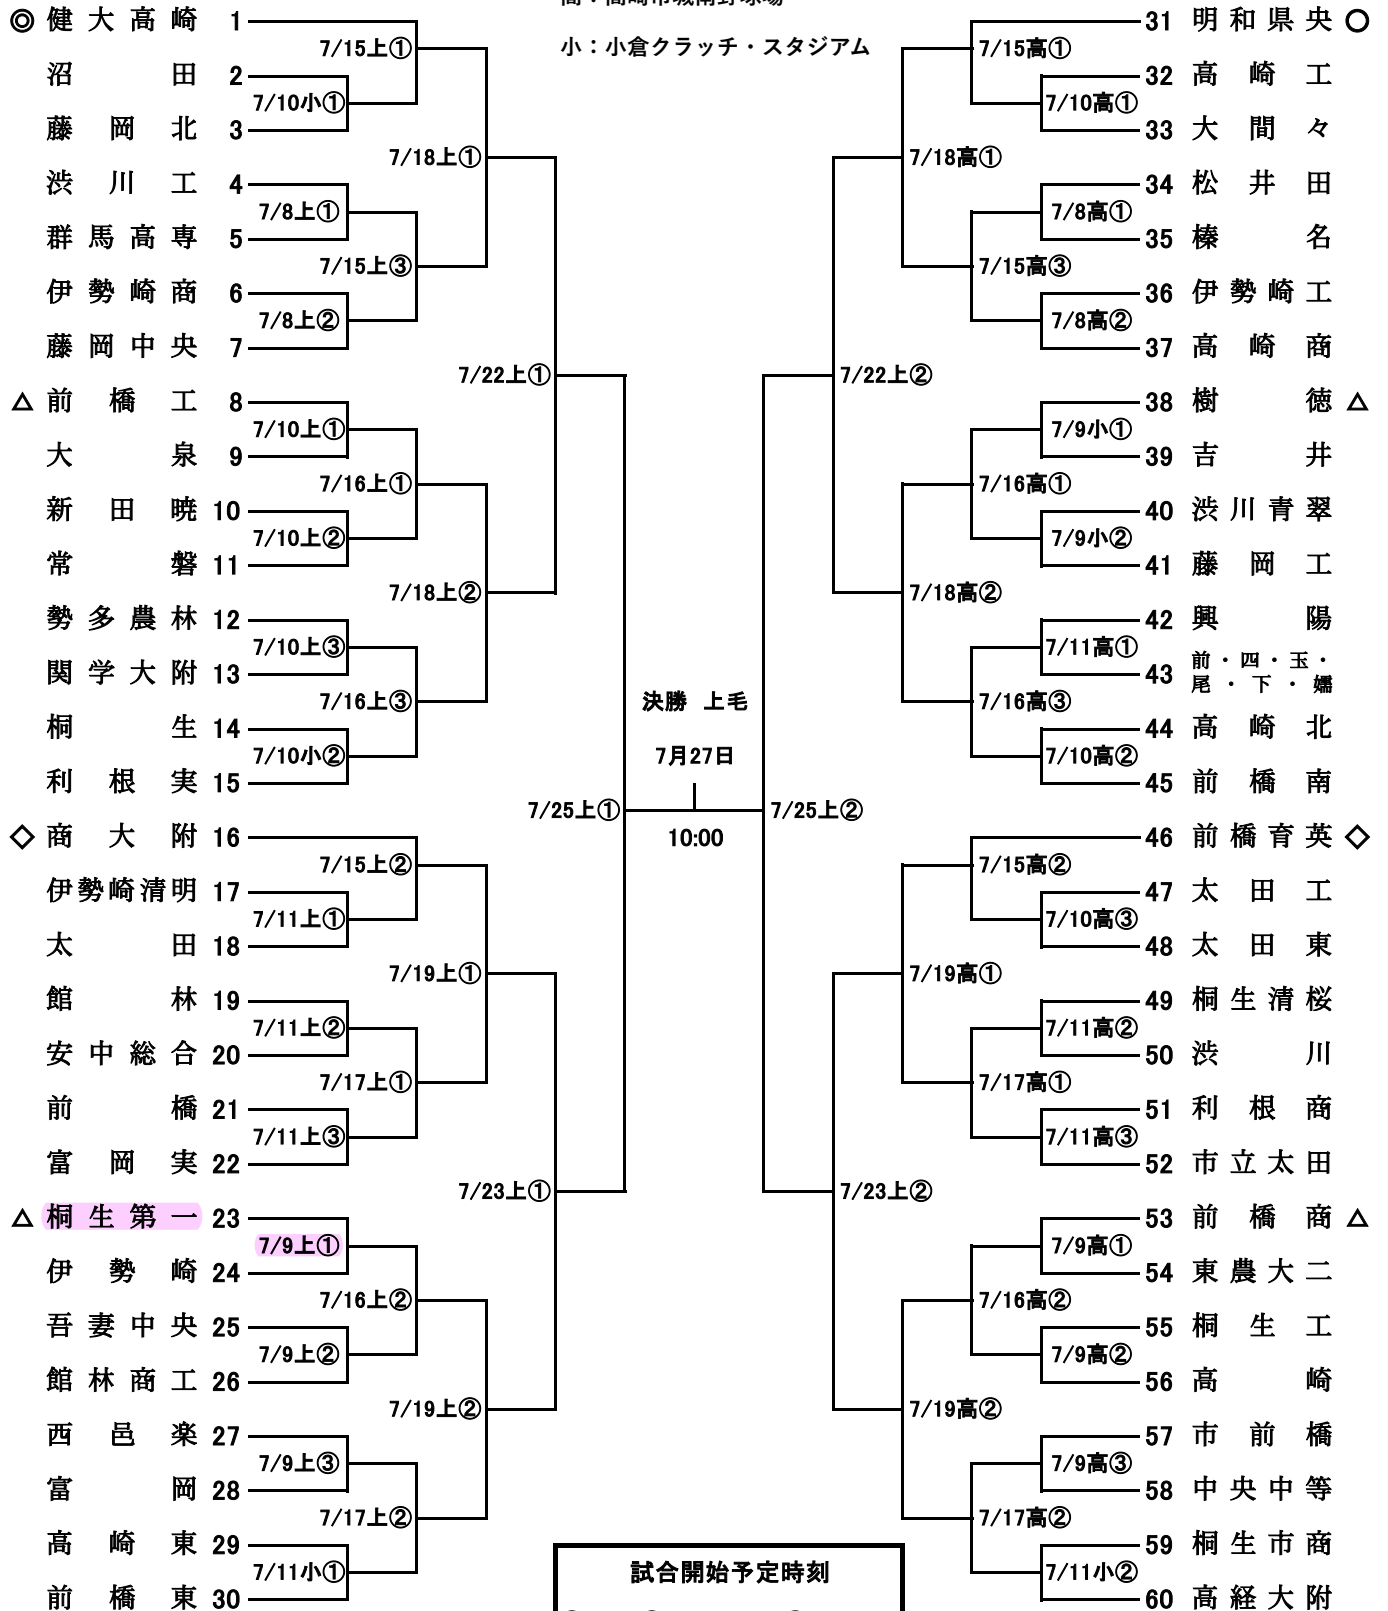 小：小倉クラッチ・スタジアム
◎ 健大高崎 1
沼田 2
藤岡北 3
渋川工 4
群馬高専 5
伊勢崎商 6
藤岡中央 7
△ 前橋工 8
大泉 9
新田暁 10
常磐 11
勢多農林 12
関学大附 13
桐生 14
利根実 15
◇ 商大附 16
伊勢崎清明 17
太田 18
館林 19
安中総合 20
前橋 21
富岡実 22
△ 桐生第一 23
伊勢崎 24
吾妻中央 25
館林商工 26
西邑楽 27
富岡 28
高崎東 29
前橋東 30
7/10小①
7/8上①
7/8上②
7/10上①
7/10上②
7/10上③
7/10小②
7/11上①
7/11上②
7/11上③
7/9上①
7/9上②
7/9上③
7/11小①
7/15上①
7/15上③
7/16上①
7/16上③
7/15上②
7/17上①
7/16上②
7/17上②
7/18上①
7/18上②
7/19上①
7/19上②
7/22上①
7/23上①
7/25上①
決勝 上毛
7月27日
10:00
7/25上②
7/22上②
7/23上②
7/18高①
7/18高②
7/19高①
7/19高②
7/15高①
7/15高③
7/16高①
7/16高③
7/15高②
7/17高①
7/16高②
7/17高②
7/10高①
7/8高①
7/8高②
7/9小①
7/9小②
7/11高①
7/10高②
7/10高③
7/11高②
7/11高③
7/9高①
7/9高②
7/9高③
7/11小②
31 明和県央 ○
32 高崎工
33 大間々
34 松井田
35 榛名
36 伊勢崎工
37 高崎商
38 樹徳 △
39 吉井
40 渋川青翠
41 藤岡工
42 興陽
43 前・四・玉・
尾・下・嬬
44 高崎北
45 前橋南
46 前橋育英 ◇
47 太田工
48 太田東
49 桐生清桜
50 渋川
51 利根商
52 市立太田
53 前橋商 △
54 東農大二
55 桐生工
56 高崎
57 市前橋
58 中央中等
59 桐生市商
60 高経大附
試合開始予定時刻